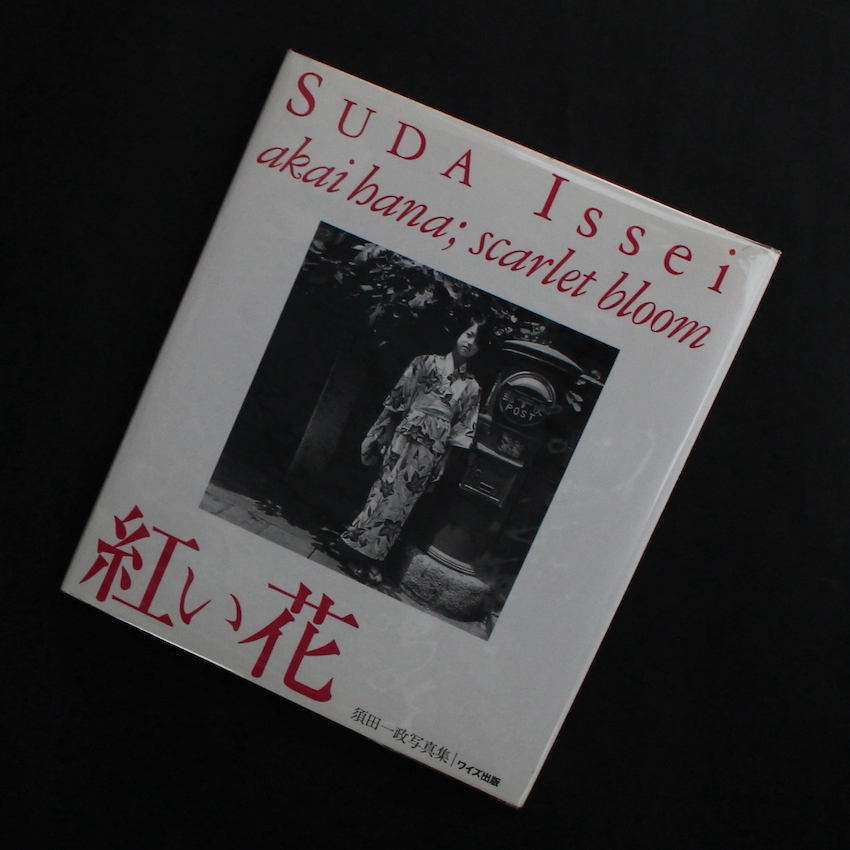 SUDA Issei
akai hana; scarlet bloom
POST
紅い花
須田一政写真集|ワイズ出版